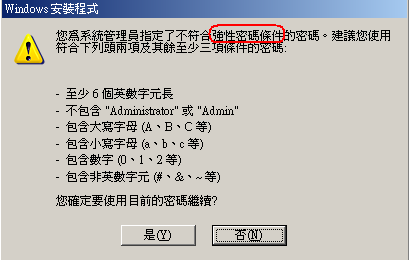 Windows 安裝程式
您為系統管理員指定了不符合強性密碼條件的密碼。建議您使用
符合下列頭兩項及其餘至少三項條件的密碼:
- 至少 6 個英數字元長
- 不包含 "Administrator" 或 "Admin"
- 包含大寫字母 (A、B、C 等)
- 包含小寫字母 (a、b、c 等)
- 包含數字 (0、1、2 等)
- 包含非英數字元 (#、&、~ 等)
您確定要使用目前的密碼繼續?
是(Y) 否(N)